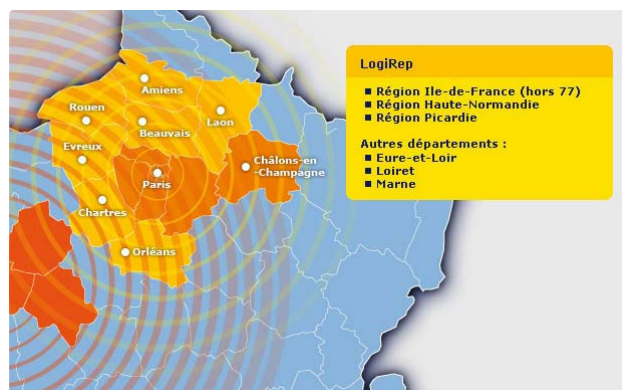 LogiRep
■ Région Ile-de-France (hors 77)
■ Région Haute-Normandie
■ Région Picardie
Autres départements :
■ Eure-et-Loir
■ Loiret
■ Marne
Amiens
Rouen
Laon
Beauvais
Evreux
Châlons-en
-Champagne
Paris
Chartres
Orléans